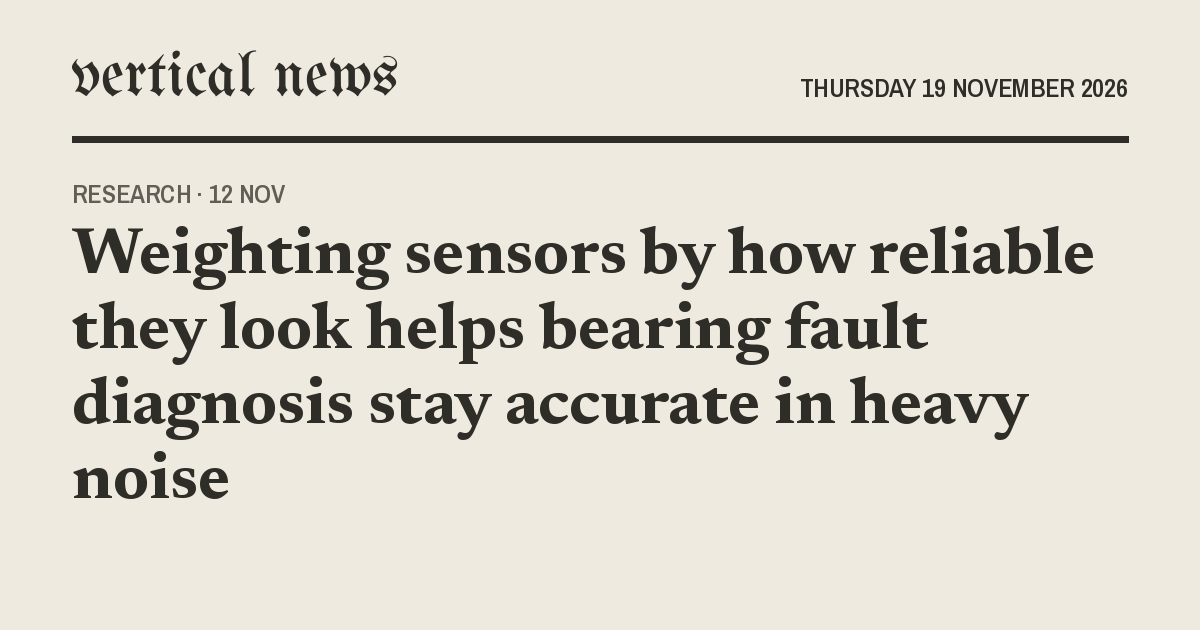 vertical news
THURSDAY 19 NOVEMBER 2026
RESEARCH · 12 NOV
Weighting sensors by how reliable
they look helps bearing fault
diagnosis stay accurate in heavy
noise